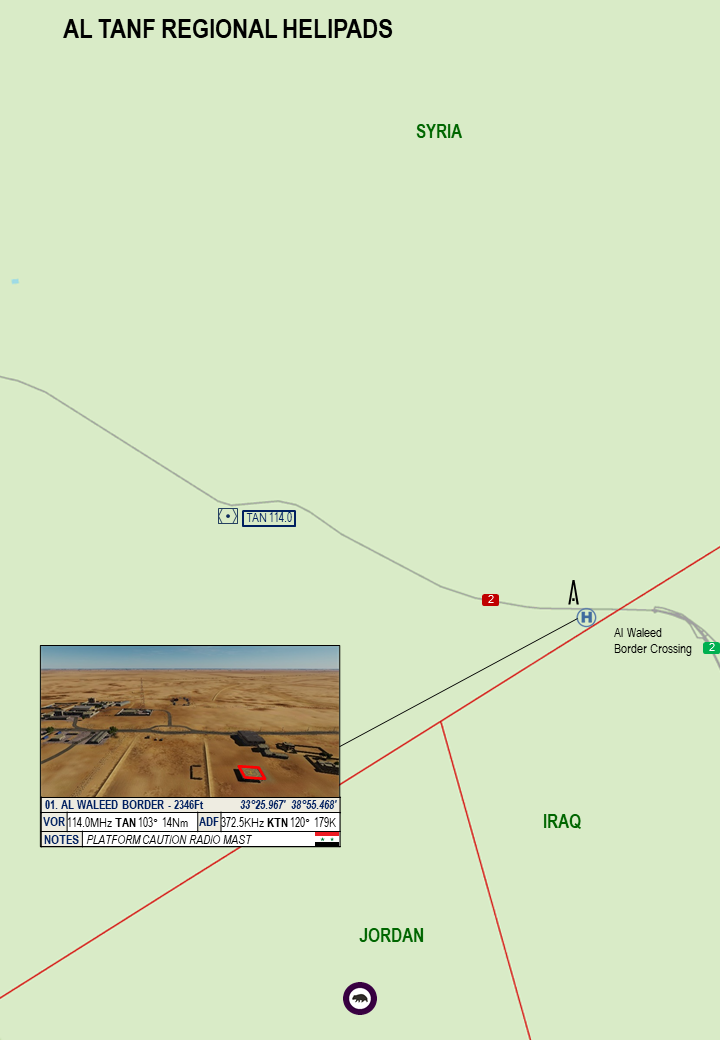 AL TANF REGIONAL HELIPADS
SYRIA
TAN 114.0
2
H
Al Waleed
Border Crossing
2
01. AL WALEED BORDER - 2346Ft 33°25.967' 38°55.468'
VOR 114.0MHz TAN 103° 14Nm ADF 372.5KHz KTN 120° 179K
NOTES PLATFORM CAUTION RADIO MAST
IRAQ
JORDAN